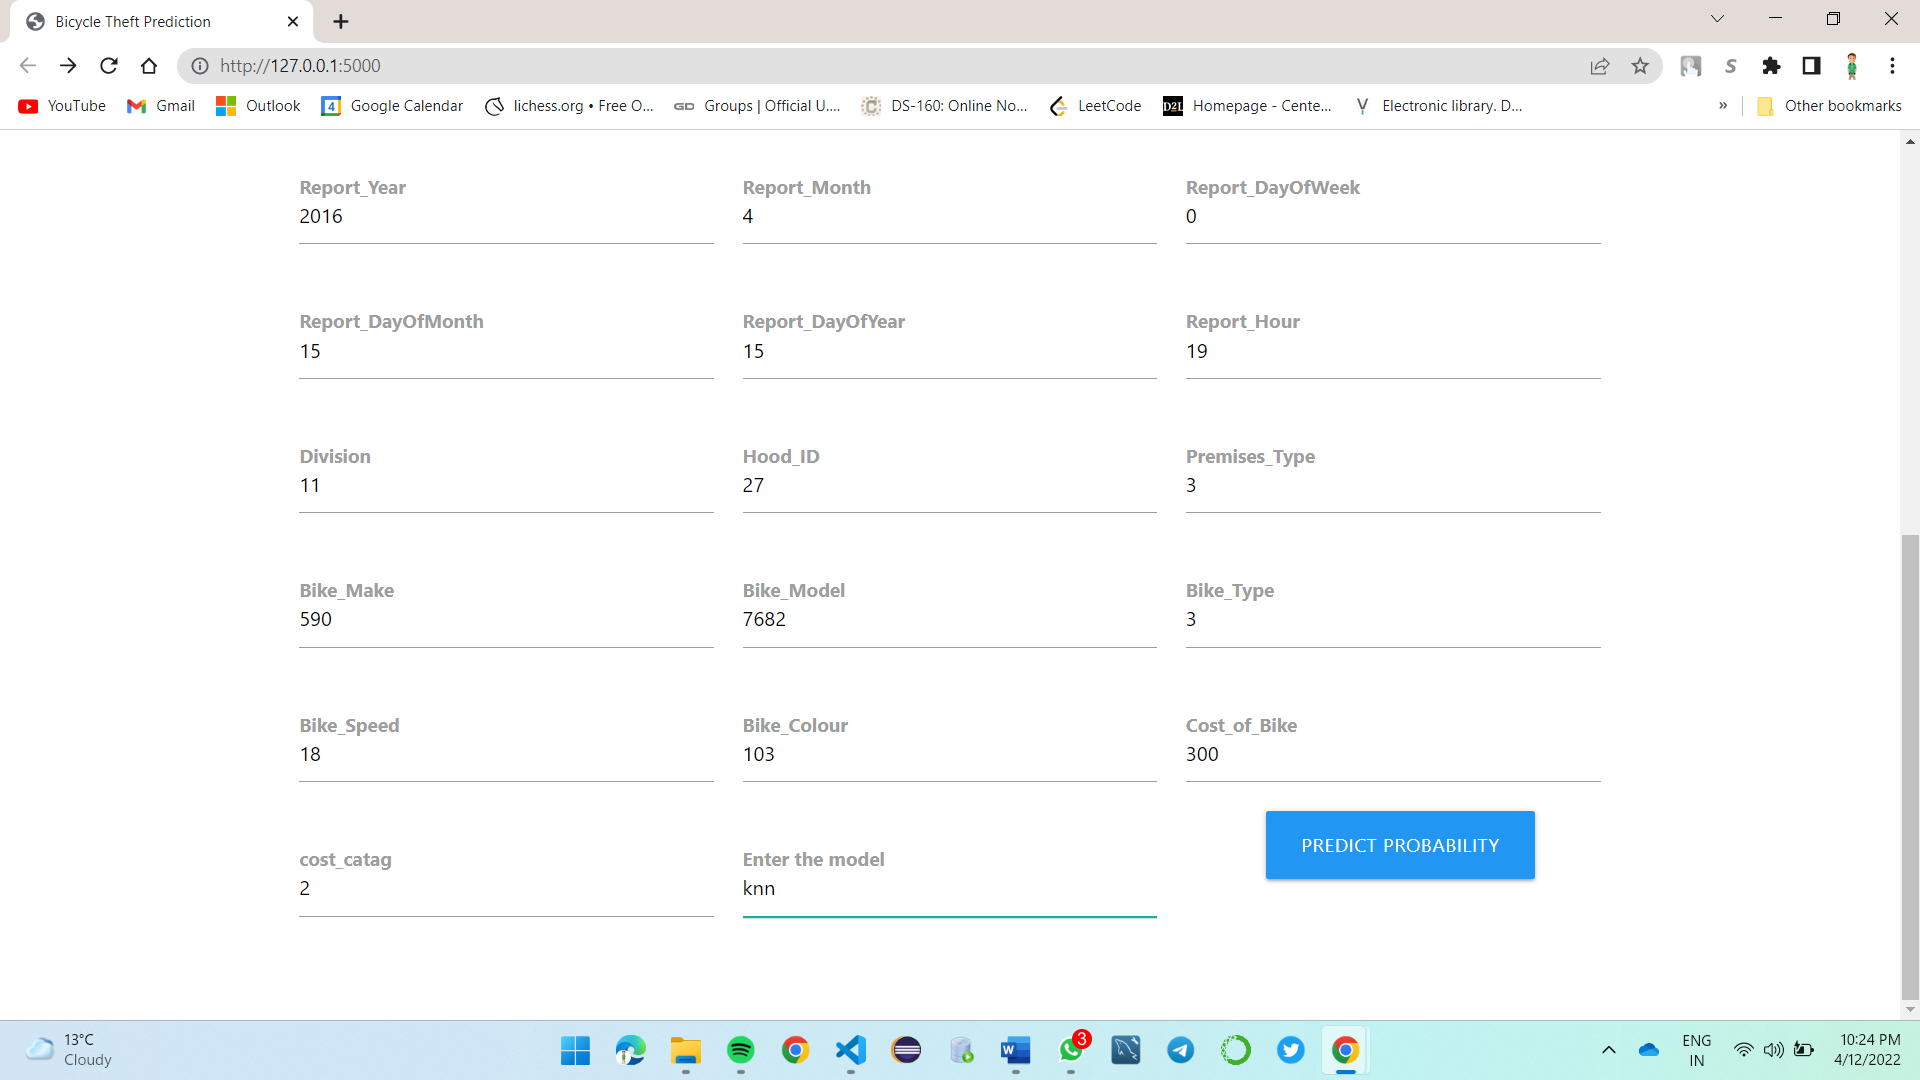 Bicycle Theft Prediction
http://127.0.0.1:5000
S
YouTube Gmail Outlook 4 Google Calendar lichess.org • Free O... GD Groups | Official U.... C DS-160: Online No... LeetCode D2L Homepage - Cente... Y Electronic library. D... » Other bookmarks
Report_Year Report_Month Report_DayOfWeek
2016 4 0
Report_DayOfMonth Report_DayOfYear Report_Hour
15 15 19
Division Hood_ID Premises_Type
11 27 3
Bike_Make Bike_Model Bike_Type
590 7682 3
Bike_Speed Bike_Colour Cost_of_Bike
18 103 300
PREDICT PROBABILITY
cost_catag Enter the model
2 knn
13°C
Cloudy
W
3
ENG
IN
10:24 PM
4/12/2022